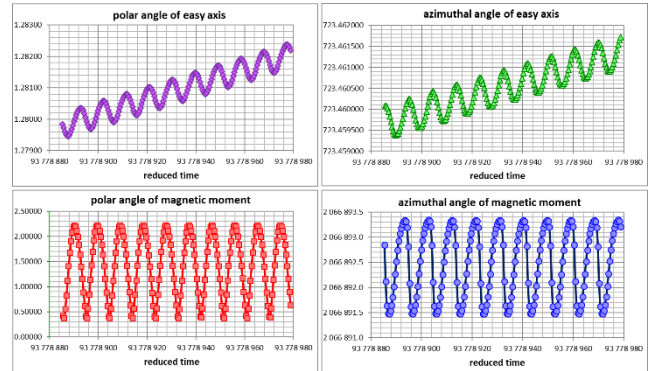 polar angle of easy axis
1.28300
1.28200
1.28100
1.28000
1.27900
93 778 880 93 778 900 93 778 920 93 778 940 93 778 960 93 778 980
reduced time
azimuthal angle of easy axis
723.462000
723.461000
723.460000
723.459000
93 778 880 93 778 900 93 778 920 93 778 940 93 778 960 93 778 980
reduced time
polar angle of magnetic moment
2.50000
2.00000
1.50000
1.00000
0.50000
0.00000
93 778 880 93 778 900 93 778 920 93 778 940 93 778 960 93 778 980
reduced time
azimuthal angle of magnetic moment
2 066 893.5
2 066 893.0
2 066 892.5
2 066 892.0
2 066 891.5
2 066 891.0
93 778 880 93 778 900 93 778 920 93 778 940 93 778 960 93 778 980
reduced time